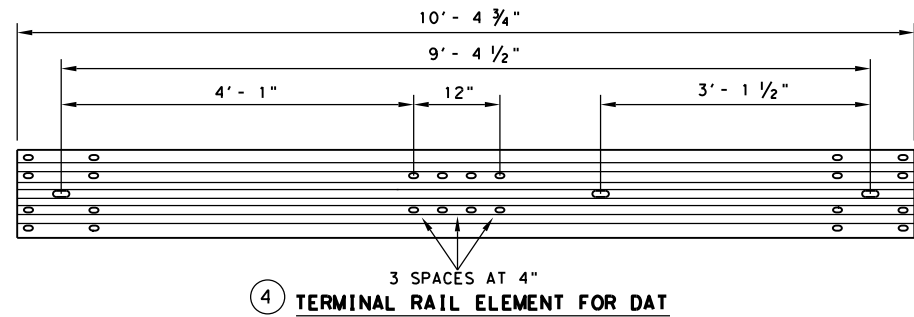 10'- 4 ¾"
9'- 4 ½"
4'- 1"
12"
3'- 1 ½"
3 SPACES AT 4"
4 TERMINAL RAIL ELEMENT FOR DAT